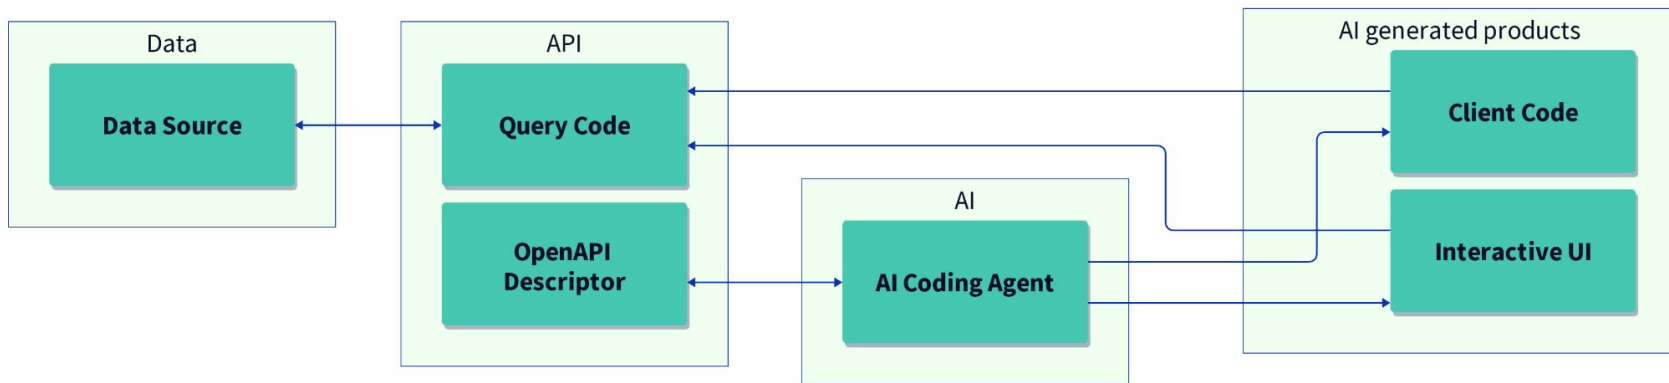 Data
Data Source
API
Query Code
OpenAPI
Descriptor
AI
AI Coding Agent
AI generated products
Client Code
Interactive UI